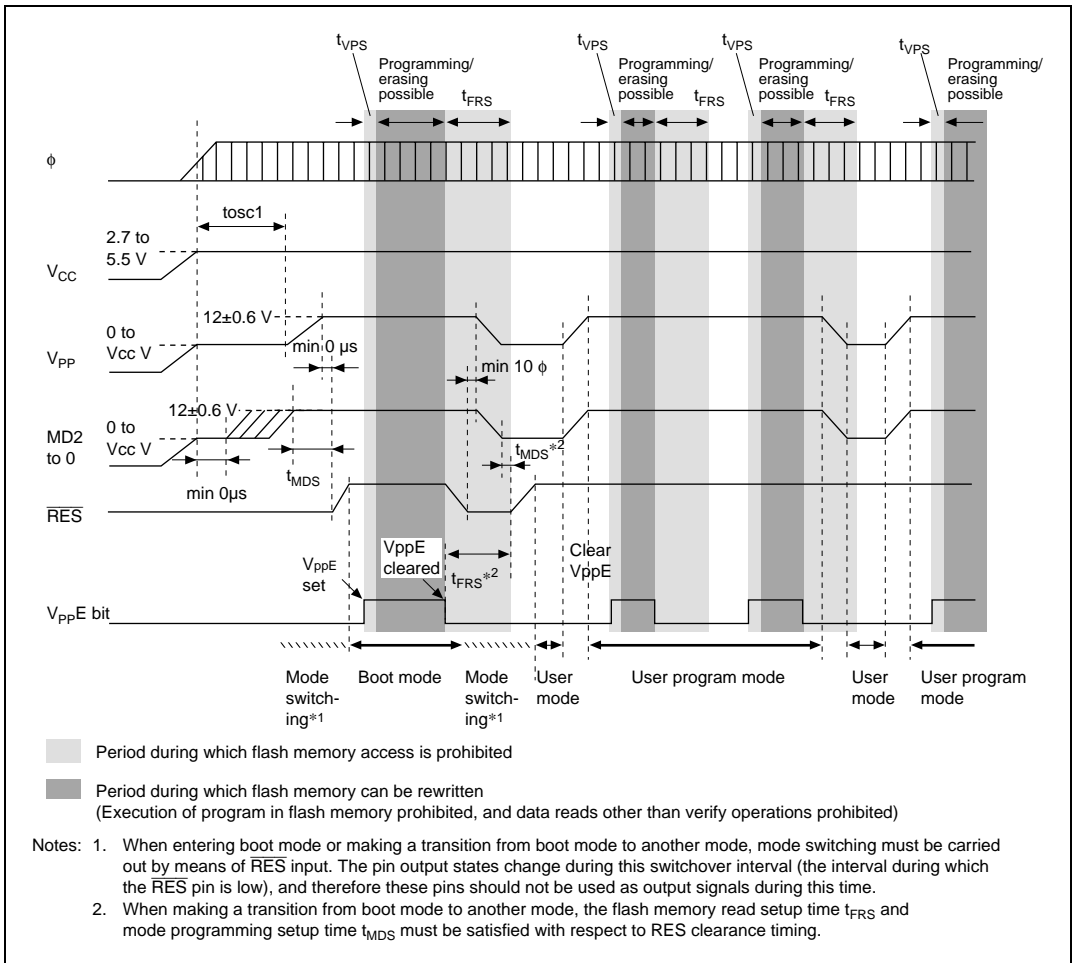 tVPS
Programming/
erasing
possible
tFRS
tVPS
Programming/
erasing
possible
tFRS
tVPS
Programming/
erasing
possible
tFRS
tVPS
Programming/
erasing
possible
ϕ
tosc1
2.7 to
5.5 V
VCC
12±0.6 V
0 to
Vcc V
VPP
min 0 µs
min 10 ϕ
12±0.6 V
MD2
to 0
0 to
Vcc V
tMDS
tMDS*2
min 0µs
RES
VppE
set
VppE
cleared
tFRS*2
Clear
VppE
VPPE bit
Mode
switch-
ing*1
Boot mode
Mode
switch-
ing*1
User
mode
User program mode
User
mode
User program
mode
Period during which flash memory access is prohibited
Period during which flash memory can be rewritten
(Execution of program in flash memory prohibited, and data reads other than verify operations prohibited)
Notes: 1. When entering boot mode or making a transition from boot mode to another mode, mode switching must be carried
out by means of RES input. The pin output states change during this switchover interval (the interval during which
the RES pin is low), and therefore these pins should not be used as output signals during this time.
2. When making a transition from boot mode to another mode, the flash memory read setup time tFRS and
mode programming setup time tMDS must be satisfied with respect to RES clearance timing.